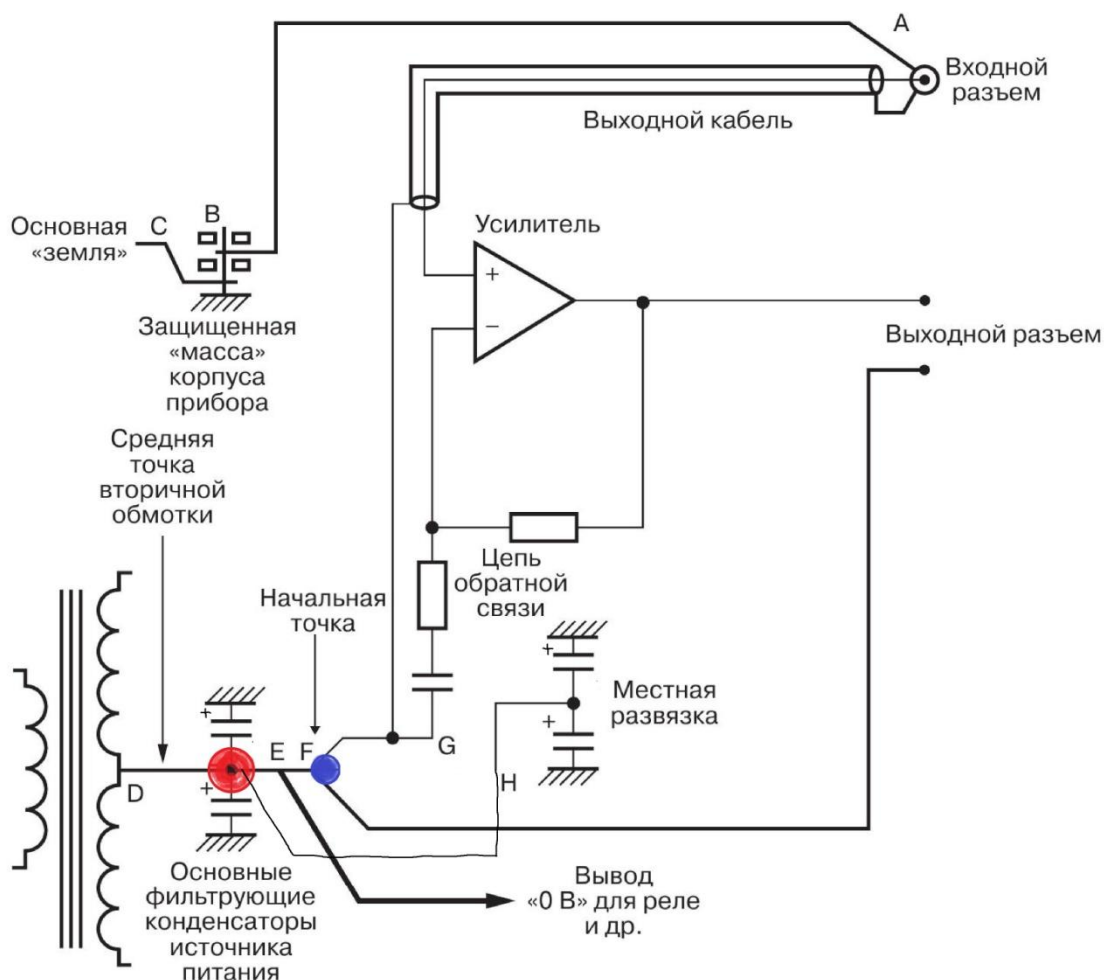 A
Входной
разъем
Выходной кабель
Основная
«земля»
C
B
Усилитель
+
−
Защищенная
«масса»
корпуса
прибора
Выходной разъем
Средняя
точка
вторичной
обмотки
Цепь
обратной
связи
Начальная
точка
+
Местная
развязка
+
+
E
F
G
D
+
H
Основные
фильтрующие
конденсаторы
источника
питания
Вывод
«0 В» для реле
и др.